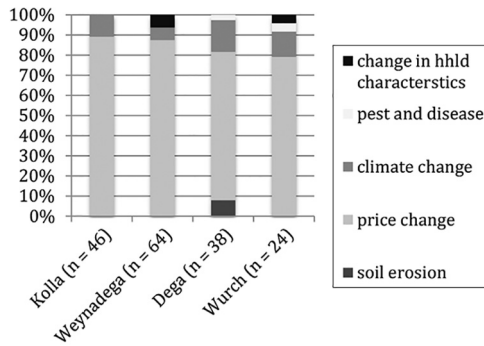 100%
90%
80%
70%
60%
50%
40%
30%
20%
10%
0%
Kolla (n = 46)
Weynadega (n = 64)
Dega (n = 38)
Wurch (n = 24)
change in hhld
characterstics
pest and disease
climate change
price change
soil erosion